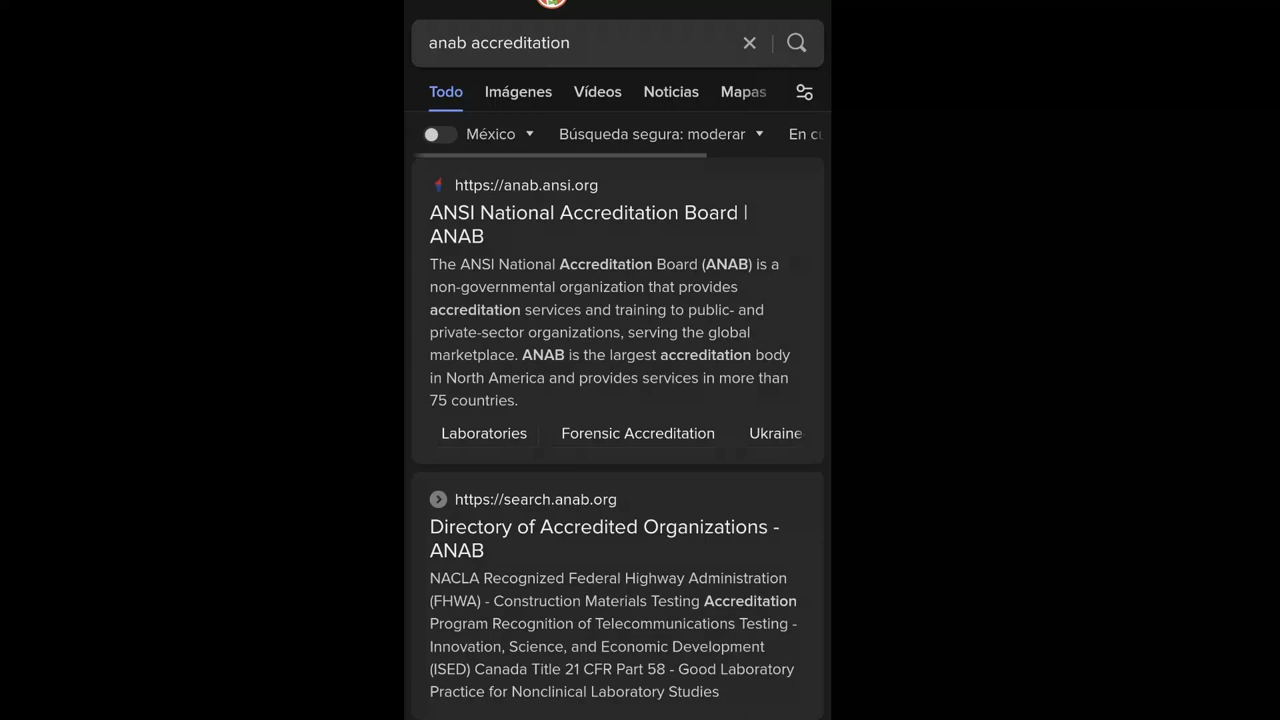 anab accreditation
Todo Imágenes Vídeos Noticias Mapas
México Búsqueda segura: moderar En
https://anab.ansi.org
ANSI National Accreditation Board |
ANAB
The ANSI National Accreditation Board (ANAB) is a
non-governmental organization that provides
accreditation services and training to public- and
private-sector organizations, serving the global
marketplace. ANAB is the largest accreditation body
in North America and provides services in more than
75 countries.
Laboratories Forensic Accreditation Ukraine
https://search.anab.org
Directory of Accredited Organizations -
ANAB
NACLA Recognized Federal Highway Administration
(FHWA) - Construction Materials Testing Accreditation
Program Recognition of Telecommunications Testing -
Innovation, Science, and Economic Development
(ISED) Canada Title 21 CFR Part 58 - Good Laboratory
Practice for Nonclinical Laboratory Studies